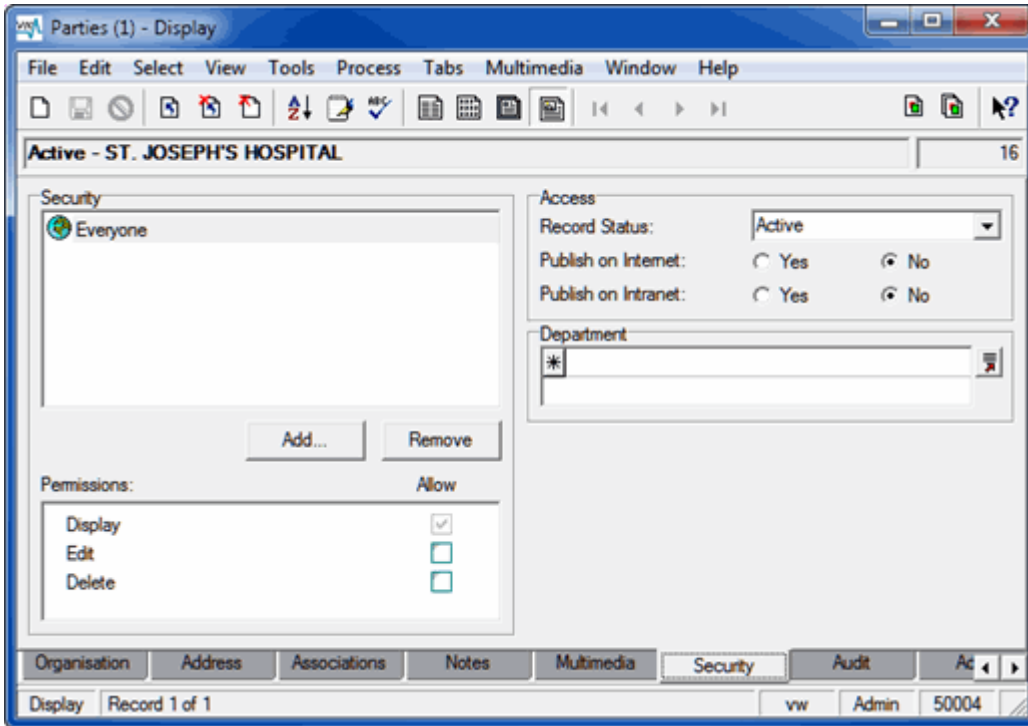 Parties (1) - Display
File Edit Select View Tools Process Tabs Multimedia Window Help
Active - ST. JOSEPH'S HOSPITAL 16
Security
Everyone
Add... Remove
Permissions: Allow
Display
Edit
Delete
Access
Record Status: Active
Publish on Internet: Yes No
Publish on Intranet: Yes No
Department
Organisation Address Associations Notes Multimedia Security Audit
Display Record 1 of 1 vw Admin 50004